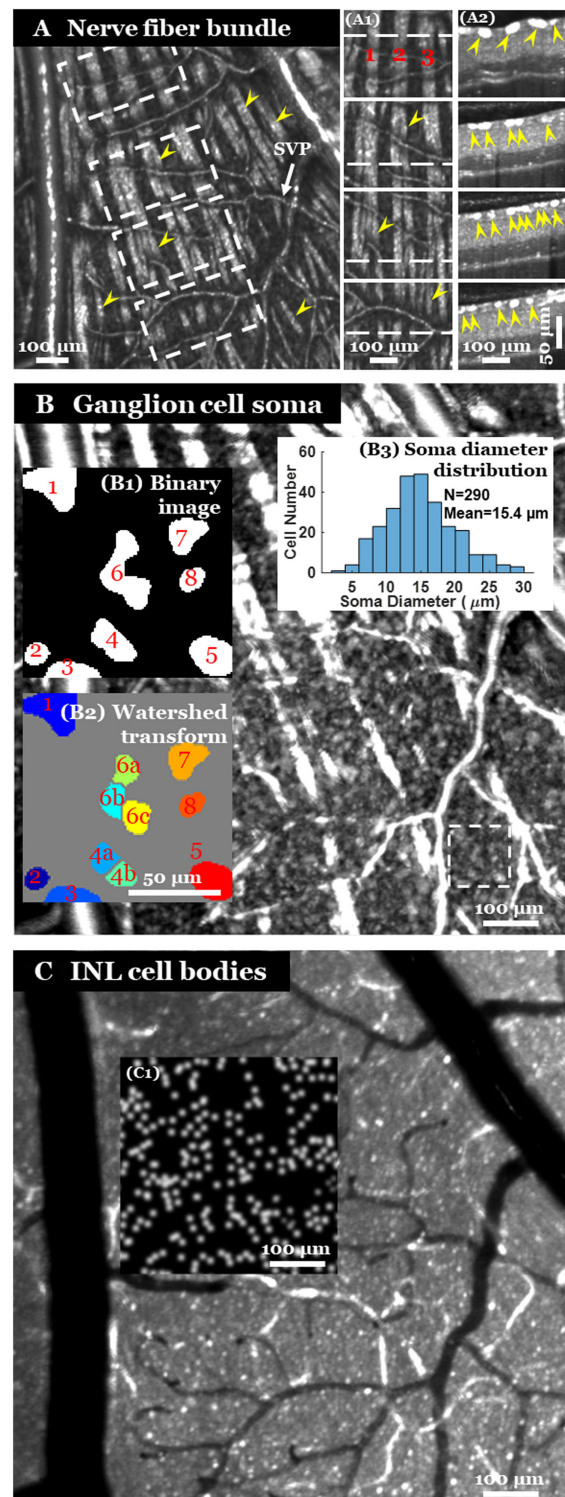 A Nerve fiber bundle
SVP
100 μm
(A1)
1 2 3
100 μm
(A2)
100 μm
50 μm
B Ganglion cell soma
(B1) Binary
image
1
7
6
8
4
2
3
5
(B2) Watershed
transform
1
6a
7
6b
6c
8
4a
5
4b
2
3
50 μm
(B3) Soma diameter
distribution
N=290
Mean=15.4 μm
Cell Number
60
40
20
0
5 10 15 20 25 30
Soma Diameter ( μm)
100 μm
C INL cell bodies
(C1)
100 μm
100 μm